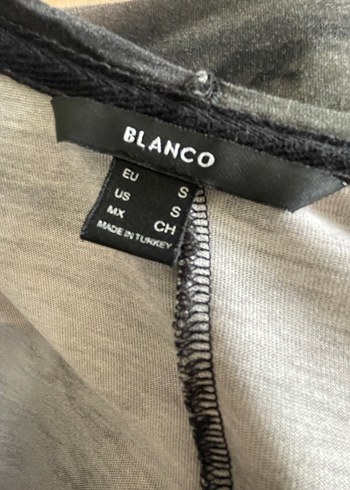 BLANCO
EU S
US S
MX CH
MADE IN TURKEY